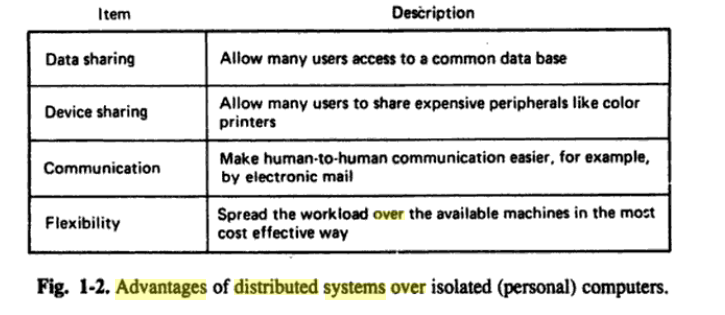 Item Description
Data sharing Allow many users access to a common data base
Device sharing Allow many users to share expensive peripherals like color
printers
Communication Make human-to-human communication easier, for example,
by electronic mail
Flexibility Spread the workload over the available machines in the most
cost effective way
Fig. 1-2. Advantages of distributed systems over isolated (personal) computers.